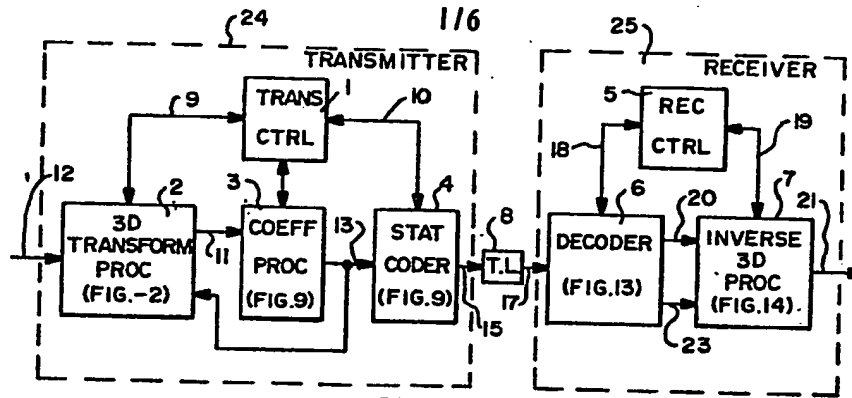 1/6
24
TRANSMITTER
25
RECEIVER
9
TRANS
CTRL
1
10
5
REC
CTRL
18
19
12
2
3D
TRANSFORM
PROC
(FIG.-2)
11
3
COEFF
PROC
(FIG.9)
13
4
STAT
CODER
(FIG.9)
15
8
T.L
17
6
DECODER
(FIG.13)
20
23
7
INVERSE
3D
PROC
(FIG.14)
21